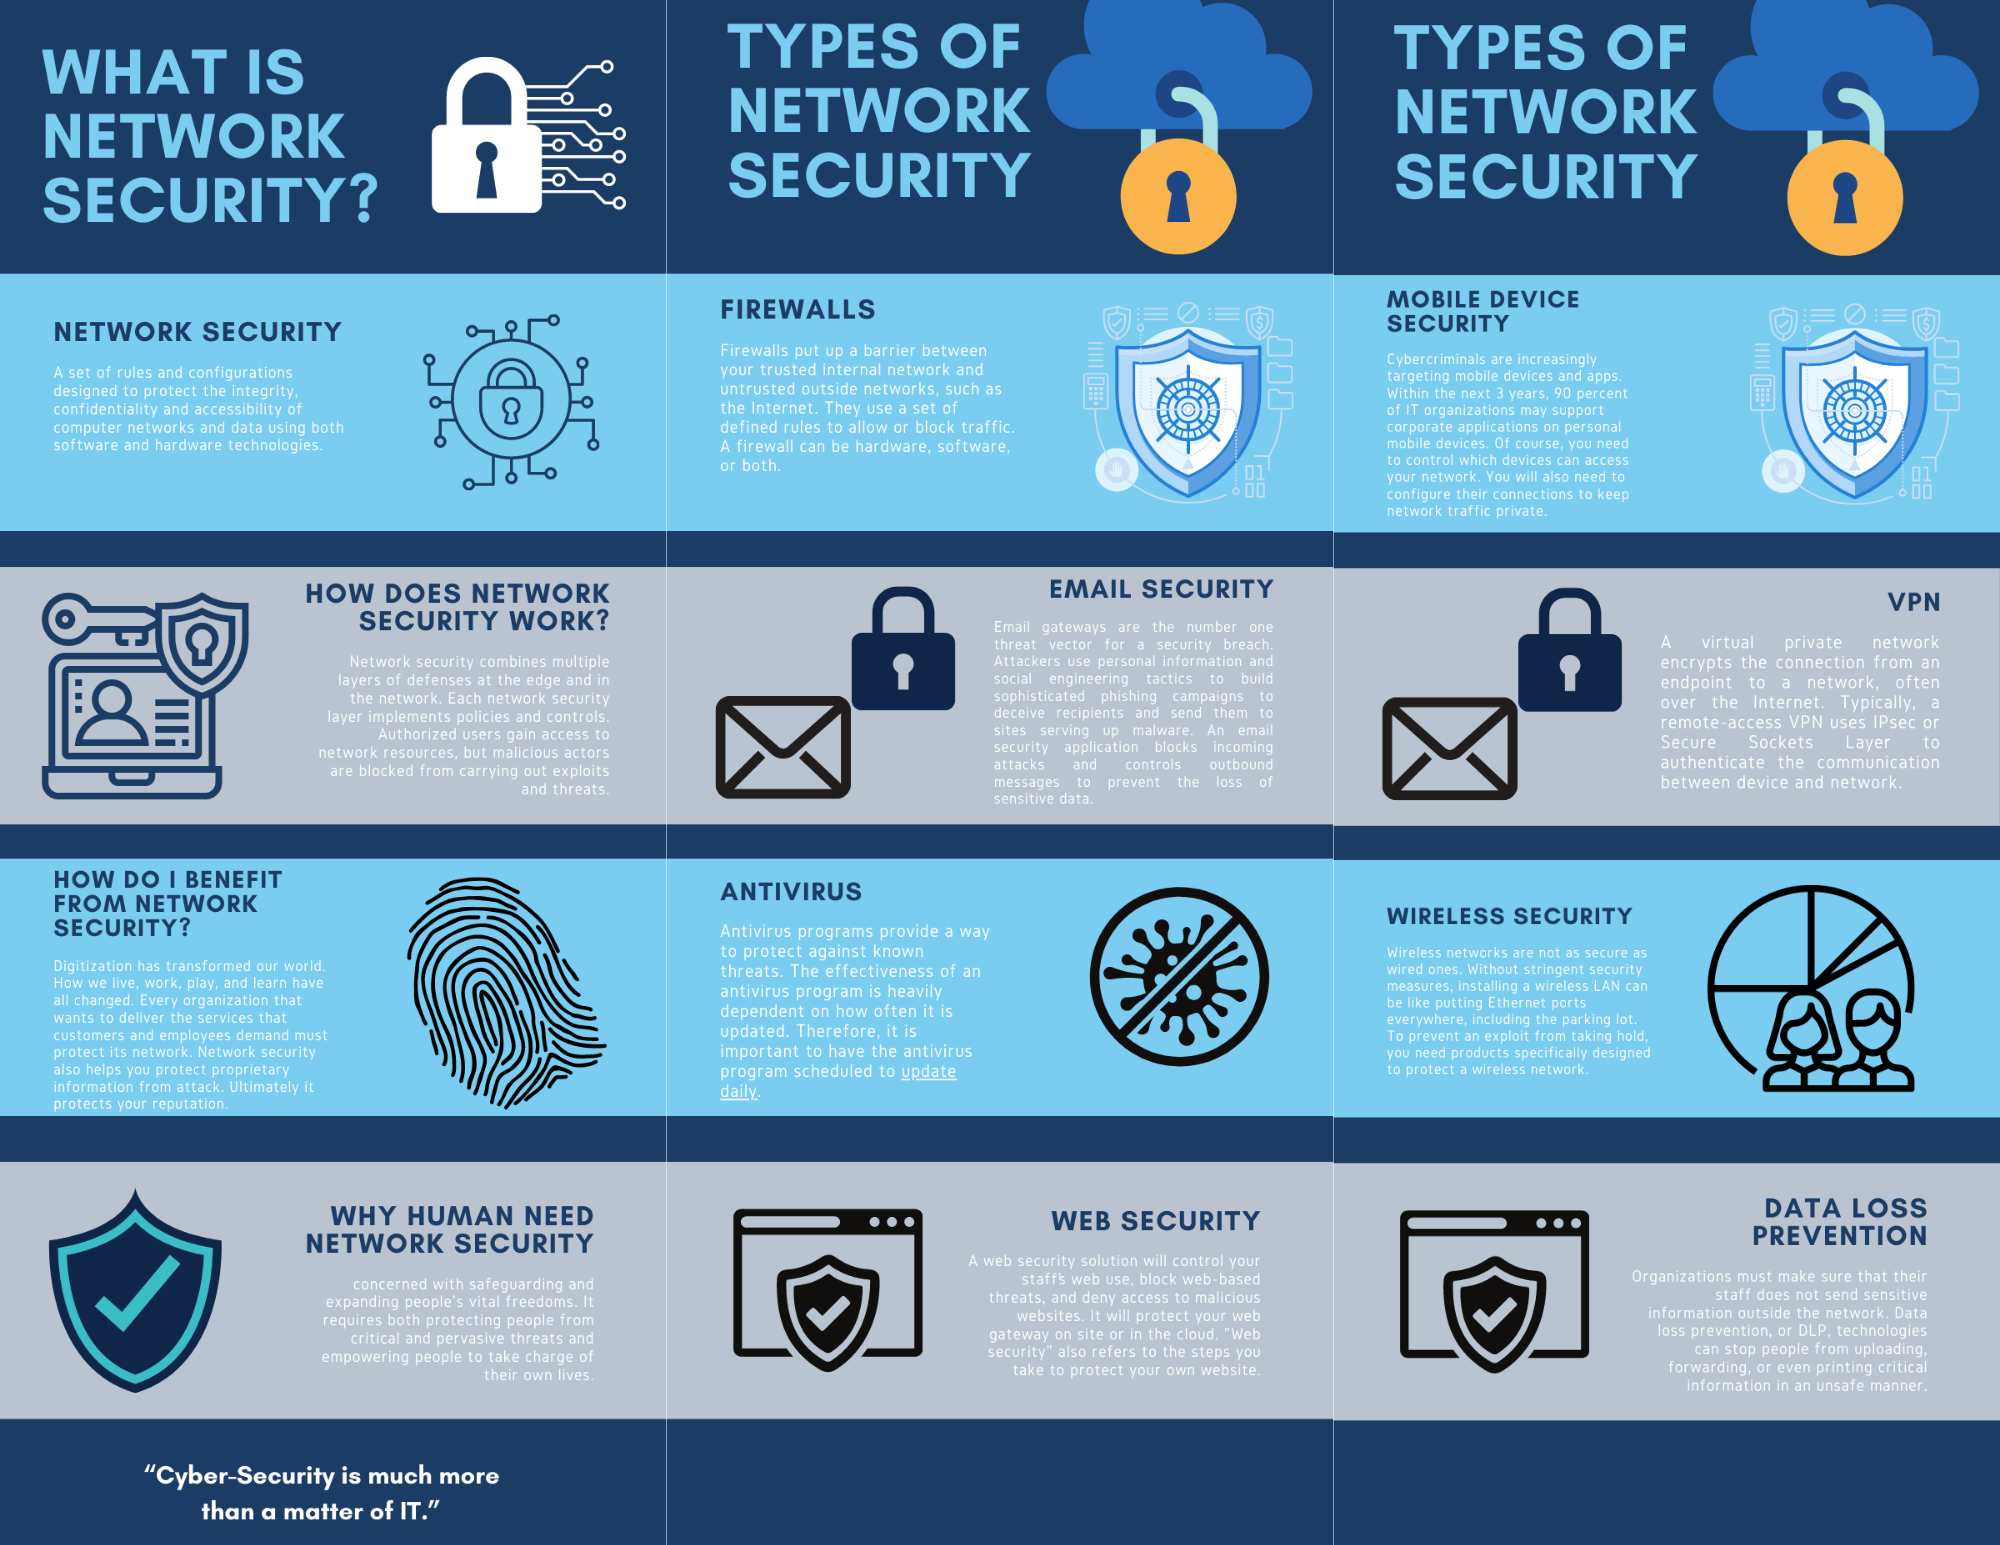 WHAT IS
NETWORK
SECURITY?
NETWORK SECURITY
A set of rules and configurations
designed to protect the integrity,
confidentiality and accessibility of
computer networks and data using both
software and hardware technologies.
HOW DOES NETWORK
SECURITY WORK?
Network security combines multiple
layers of defenses at the edge and in
the network. Each network security
layer implements policies and controls.
Authorized users gain access to
network resources, but malicious actors
are blocked from carrying out exploits
and threats.
HOW DO I BENEFIT
FROM NETWORK
SECURITY?
Digitization has transformed our world.
How we live, work, play, and learn have
all changed. Every organization that
wants to deliver the services that
customers and employees demand must
protect its network. Network security
also helps you protect proprietary
information from attack. Ultimately it
protects your reputation.
WHY HUMAN NEED
NETWORK SECURITY
concerned with safeguarding and
expanding people's vital freedoms. It
requires both protecting people from
critical and pervasive threats and
empowering people to take charge of
their own lives.
“Cyber-Security is much more
than a matter of IT.”
TYPES OF
NETWORK
SECURITY
FIREWALLS
Firewalls put up a barrier between
your trusted internal network and
untrusted outside networks, such as
the Internet. They use a set of
defined rules to allow or block traffic.
A firewall can be hardware, software,
or both.
$
01
00
EMAIL SECURITY
Email gateways are the number one
threat vector for a security breach.
Attackers use personal information and
social engineering tactics to build
sophisticated phishing campaigns to
deceive recipients and send them to
sites serving up malware. An email
security application blocks incoming
attacks and controls outbound
messages to prevent the loss of
sensitive data.
ANTIVIRUS
Antivirus programs provide a way
to protect against known
threats. The effectiveness of an
antivirus program is heavily
dependent on how often it is
updated. Therefore, it is
important to have the antivirus
program scheduled to update
daily.
WEB SECURITY
A web security solution will control your
staff's web use, block web-based
threats, and deny access to malicious
websites. It will protect your web
gateway on site or in the cloud. "Web
security" also refers to the steps you
take to protect your own website.
TYPES OF
NETWORK
SECURITY
MOBILE DEVICE
SECURITY
Cybercriminals are increasingly
targeting mobile devices and apps.
Within the next 3 years, 90 percent
of IT organizations may support
corporate applications on personal
mobile devices. Of course, you need
to control which devices can access
your network. You will also need to
configure their connections to keep
network traffic private.
$
01
00
VPN
A virtual private network
encrypts the connection from an
endpoint to a network, often
over the Internet. Typically, a
remote-access VPN uses IPsec or
Secure Sockets Layer to
authenticate the communication
between device and network.
WIRELESS SECURITY
Wireless networks are not as secure as
wired ones. Without stringent security
measures, installing a wireless LAN can
be like putting Ethernet ports
everywhere, including the parking lot.
To prevent an exploit from taking hold,
you need products specifically designed
to protect a wireless network.
DATA LOSS
PREVENTION
Organizations must make sure that their
staff does not send sensitive
information outside the network. Data
loss prevention, or DLP, technologies
can stop people from uploading,
forwarding, or even printing critical
information in an unsafe manner.